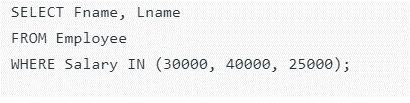 SELECT Fname, Lname
FROM Employee
WHERE Salary IN (30000, 40000, 25000);